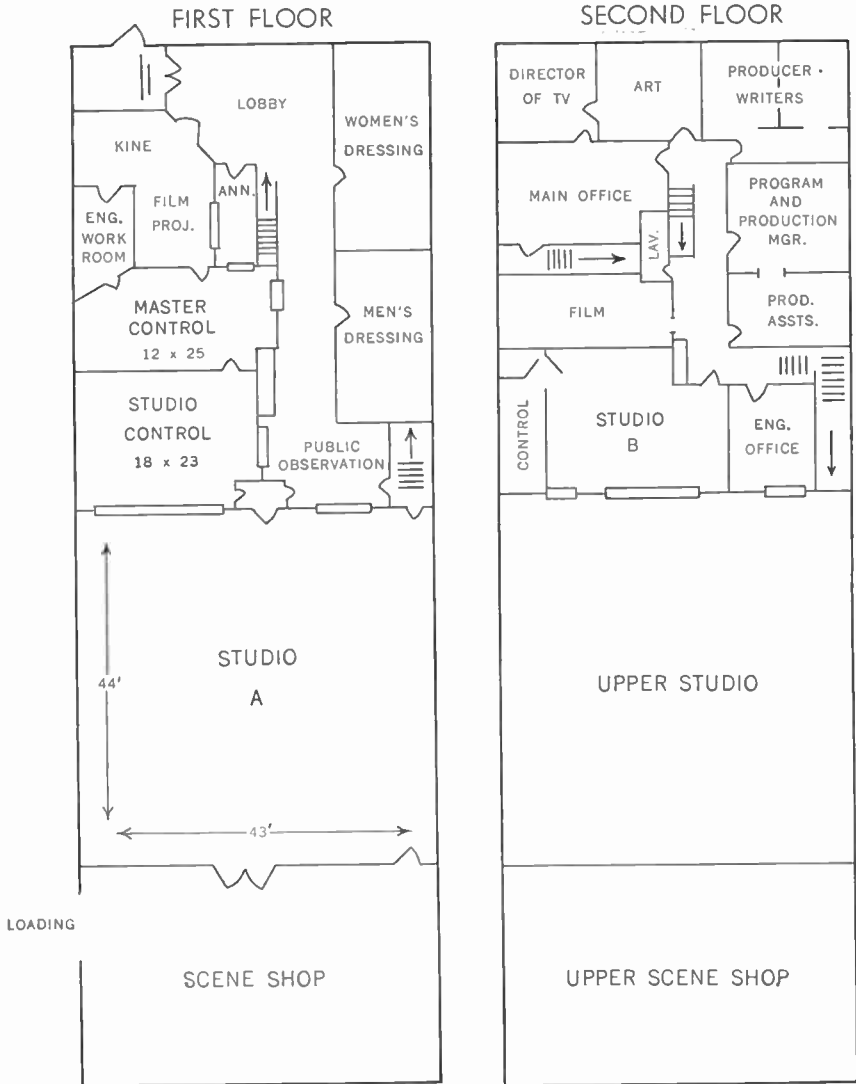 FIRST FLOOR
LOBBY
WOMEN'S
DRESSING
KINE
ANN.
FILM
PROJ.
ENG.
WORK
ROOM
MASTER
CONTROL
12 x 25
MEN'S
DRESSING
STUDIO
CONTROL
18 x 23
PUBLIC
OBSERVATION
STUDIO
A
44'
43'
LOADING
SCENE SHOP
SECOND FLOOR
DIRECTOR
OF TV
ART
PRODUCER -
WRITERS
MAIN OFFICE
PROGRAM
AND
PRODUCTION
MGR.
LAV.
FILM
PROD.
ASSTS.
CONTROL
STUDIO
B
ENG.
OFFICE
UPPER STUDIO
UPPER SCENE SHOP